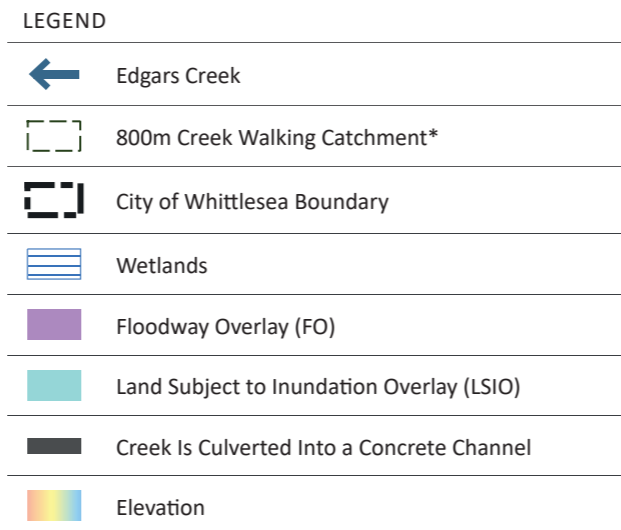 LEGEND
Edgars Creek
800m Creek Walking Catchment*
City of Whittlesea Boundary
Wetlands
Floodway Overlay (FO)
Land Subject to Inundation Overlay (LSIO)
Creek Is Culverted Into a Concrete Channel
Elevation